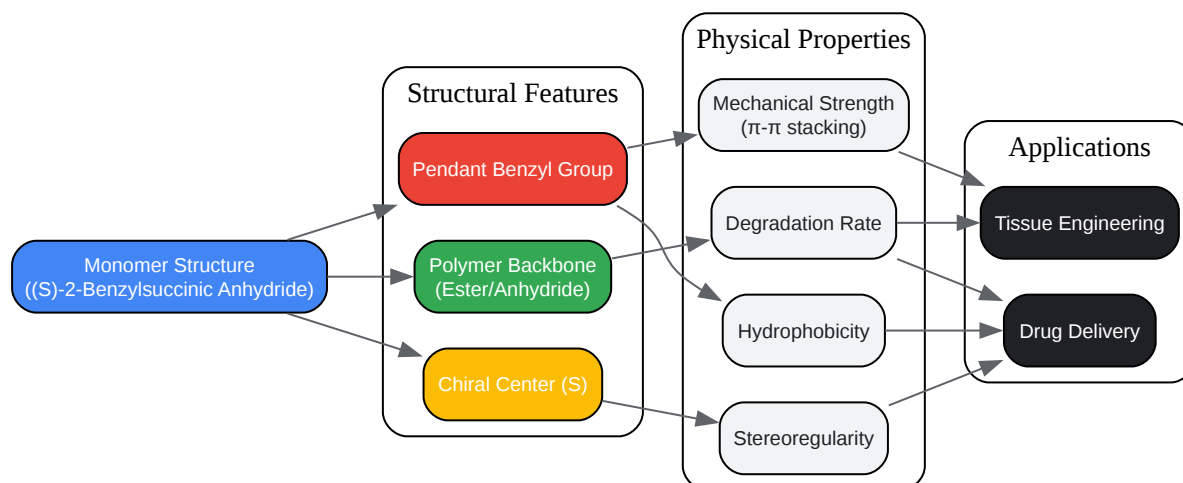 Monomer Structure
((S)-2-Benzylsuccinic Anhydride)
Structural Features
Pendant Benzyl Group
Polymer Backbone
(Ester/Anhydride)
Chiral Center (S)
Physical Properties
Mechanical Strength
(π-π stacking)
Degradation Rate
Hydrophobicity
Stereoregularity
Applications
Tissue Engineering
Drug Delivery